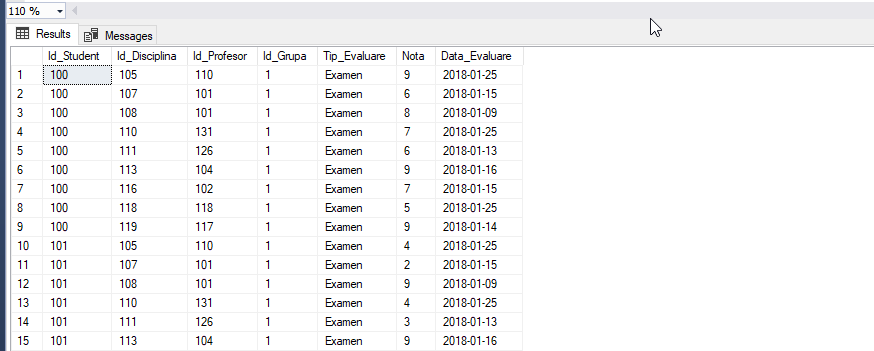 110 %
Results Messages
Id_Student Id_Disciplina Id_Profesor Id_Grupa Tip_Evaluare Nota Data_Evaluare
1 100 105 110 1 Examen 9 2018-01-25
2 100 107 101 1 Examen 6 2018-01-15
3 100 108 101 1 Examen 8 2018-01-09
4 100 110 131 1 Examen 7 2018-01-25
5 100 111 126 1 Examen 6 2018-01-13
6 100 113 104 1 Examen 9 2018-01-16
7 100 116 102 1 Examen 7 2018-01-15
8 100 118 118 1 Examen 5 2018-01-25
9 100 119 117 1 Examen 9 2018-01-14
10 101 105 110 1 Examen 4 2018-01-25
11 101 107 101 1 Examen 2 2018-01-15
12 101 108 101 1 Examen 9 2018-01-09
13 101 110 131 1 Examen 4 2018-01-25
14 101 111 126 1 Examen 3 2018-01-13
15 101 113 104 1 Examen 9 2018-01-16